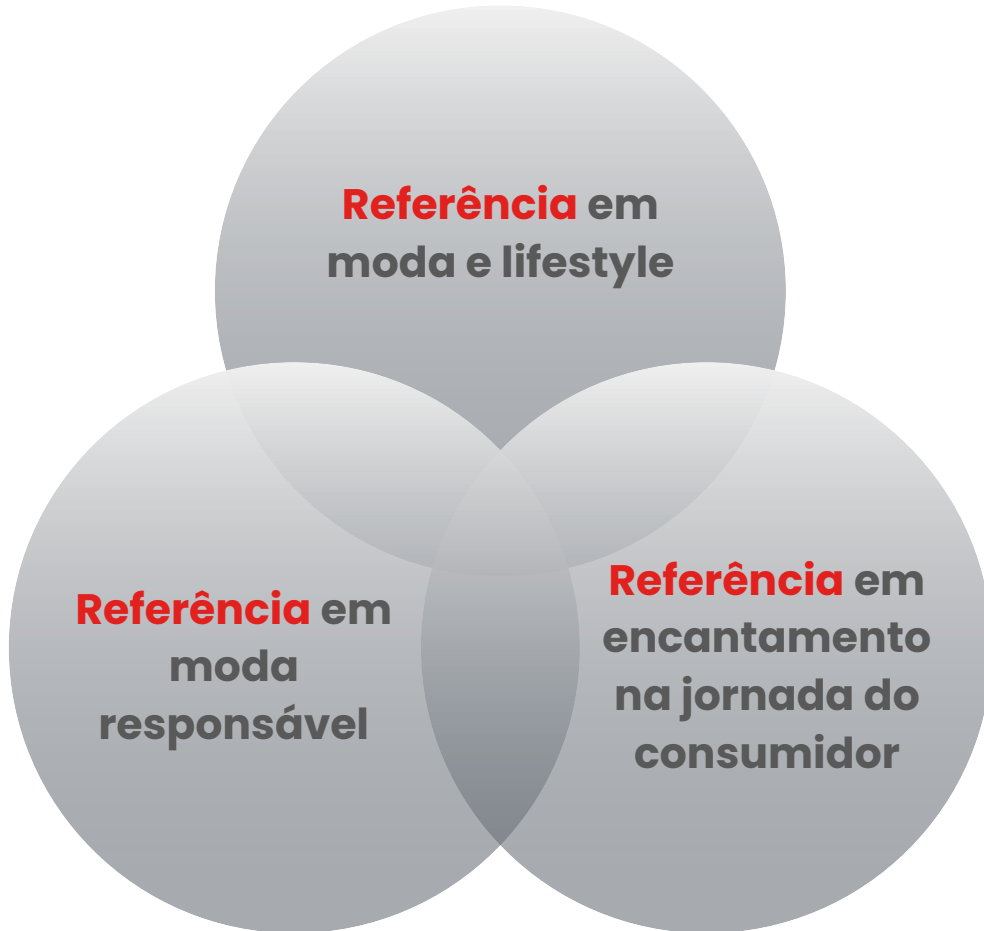 Referência em
moda e lifestyle
Referência em
moda
responsável
Referência em
encantamento
na jornada do
consumidor